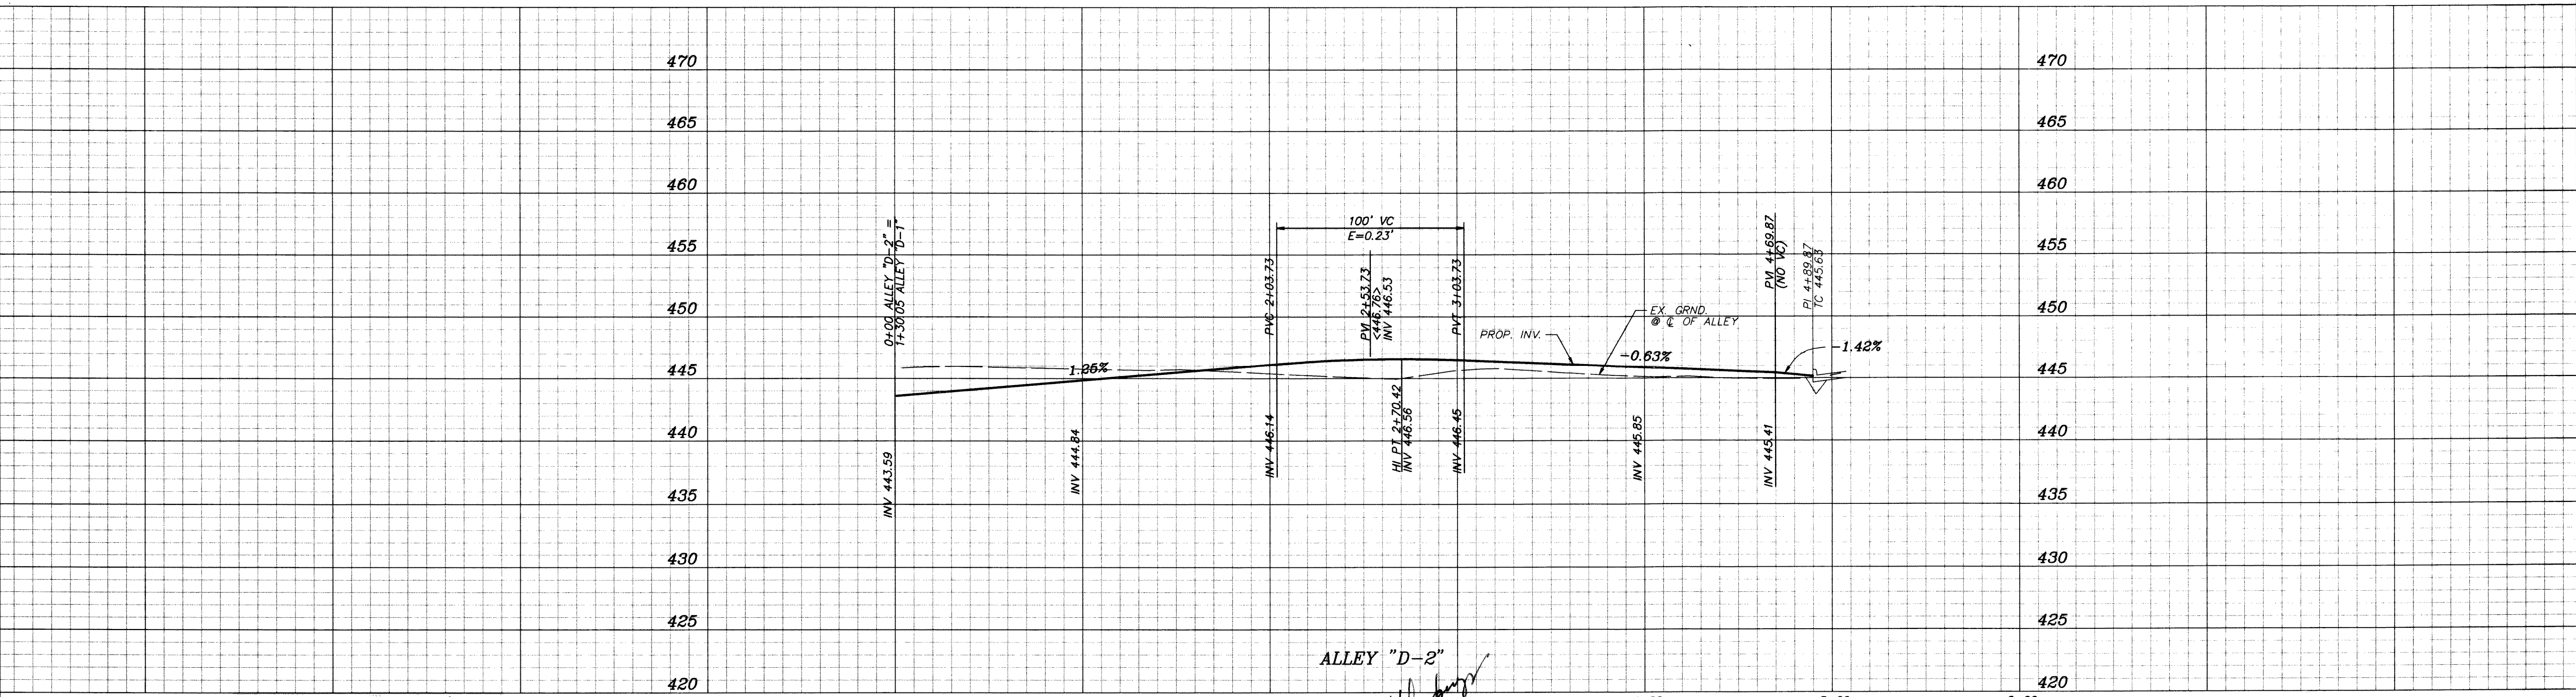 470
470
465
465
460
460
455
455
450
450
445
445
440
440
435
435
430
430
425
425
420
420
0+00 ALLEY "D-2" =
1+30.05 ALLEY "D-1"
INV 443.59
1.25%
INV 444.84
PVC 2+03.73
INV 446.14
100' VC
E=0.23'
PVI 2+53.73
<446.76>
INV 446.53
HI PT 2+70.42
INV 446.56
PVT 3+03.73
INV 446.45
PROP. INV.
EX. GRND.
@ ℄ OF ALLEY
-0.63%
INV 445.85
PVI 4+69.87
(NO VC)
INV 445.41
PI 4+89.87
TC 445.63
-1.42%
ALLEY "D-2"